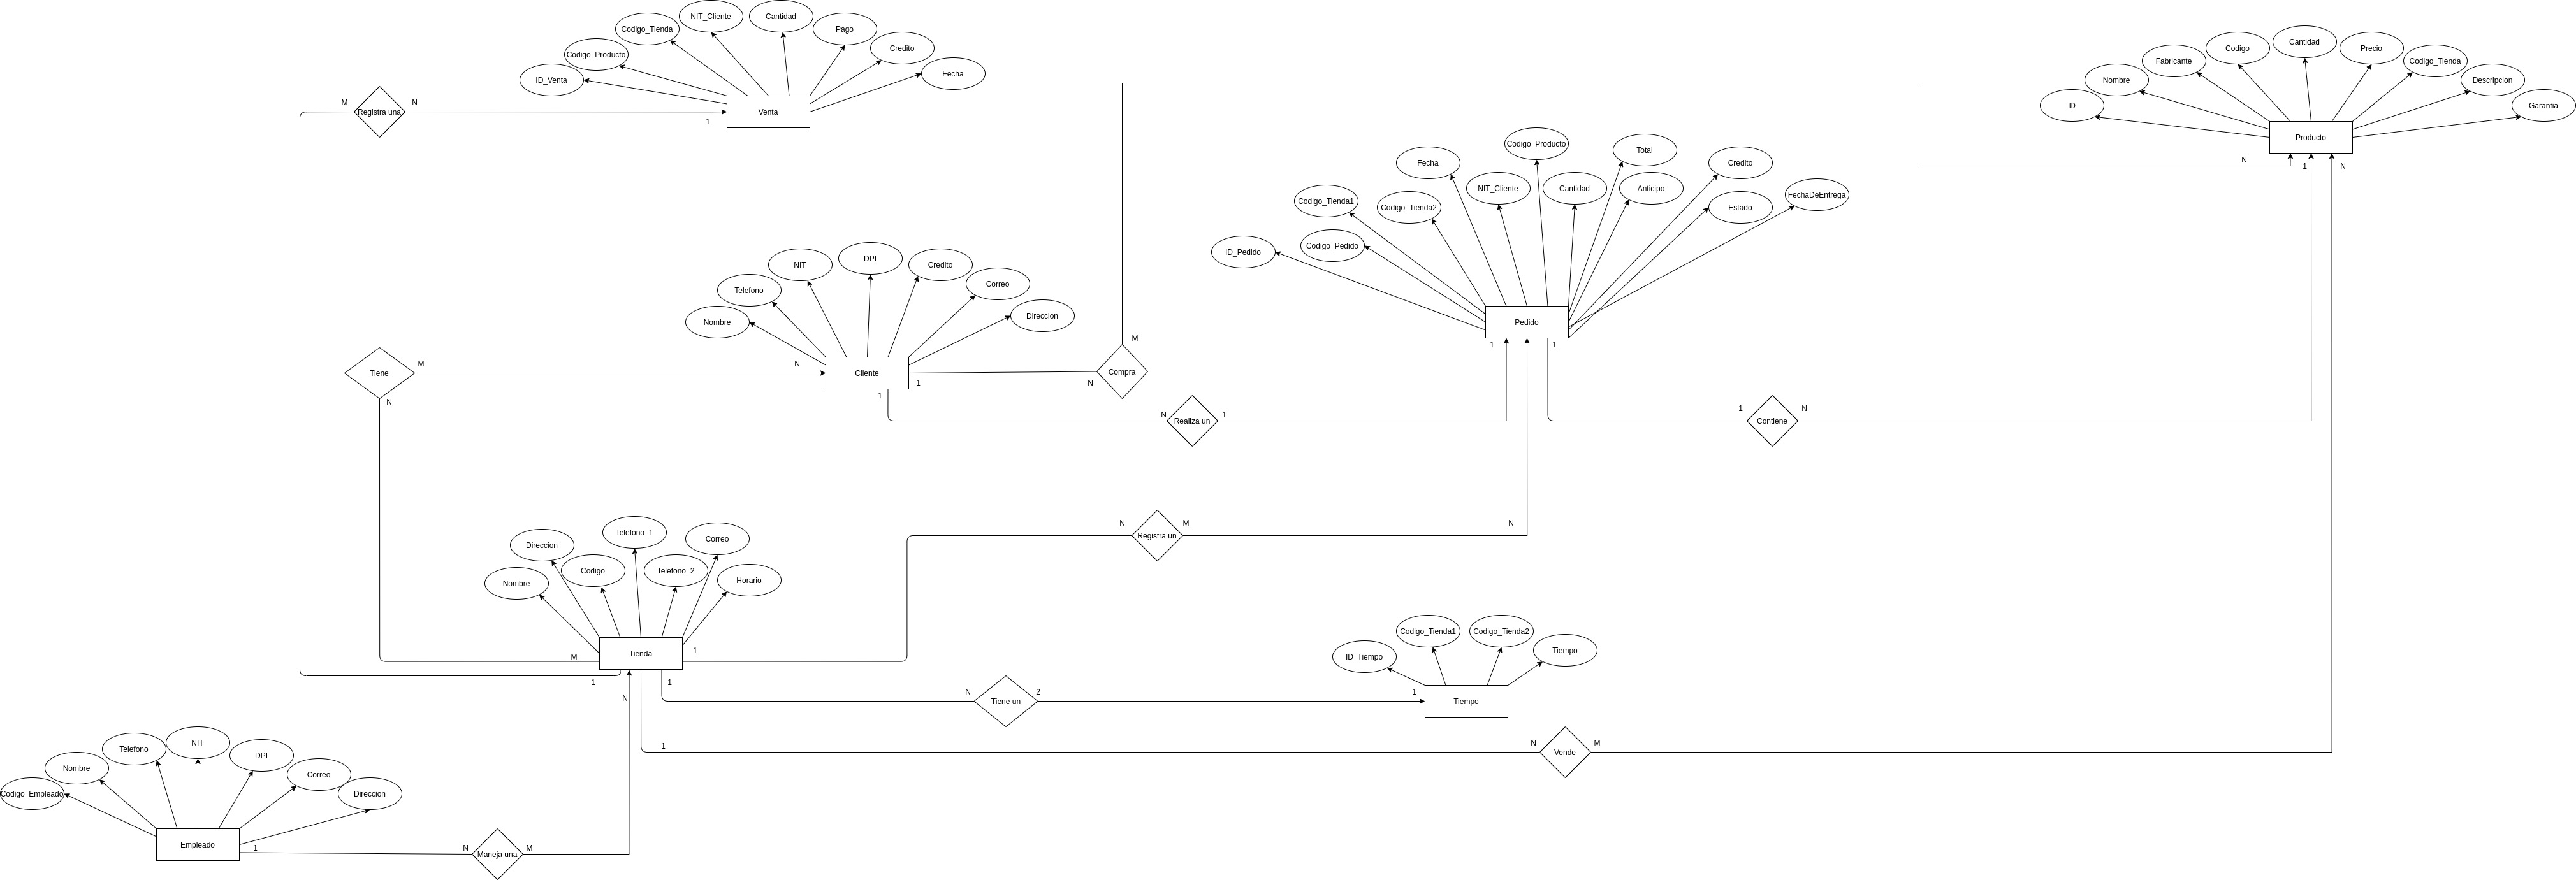 NIT_Cliente
Cantidad
Codigo_Tienda
Pago
Codigo_Producto
Credito
ID_Venta
Fecha
M
Registra una
N
1
Venta
Cantidad
Codigo
Precio
Fabricante
Codigo_Tienda
Nombre
Descripcion
ID
Garantia
Producto
N
1
N
Codigo_Producto
Total
Fecha
Credito
NIT_Cliente
Cantidad
Anticipo
FechaDeEntrega
Codigo_Tienda1
Codigo_Tienda2
Estado
ID_Pedido
Codigo_Pedido
Pedido
1
1
DPI
NIT
Credito
Correo
Telefono
Direccion
Nombre
Cliente
N
1
1
M
Compra
N
Tiene
M
N
N
Realiza un
1
1
Contiene
N
N
Registra un
M
N
Telefono_1
Correo
Direccion
Codigo
Telefono_2
Horario
Nombre
Tienda
M
1
1
1
N
N
Tiene un
2
1
Codigo_Tienda1
Codigo_Tienda2
Tiempo
ID_Tiempo
Tiempo
1
N
Vende
M
NIT
Telefono
DPI
Nombre
Correo
Codigo_Empleado
Direccion
Empleado
1
N
Maneja una
M